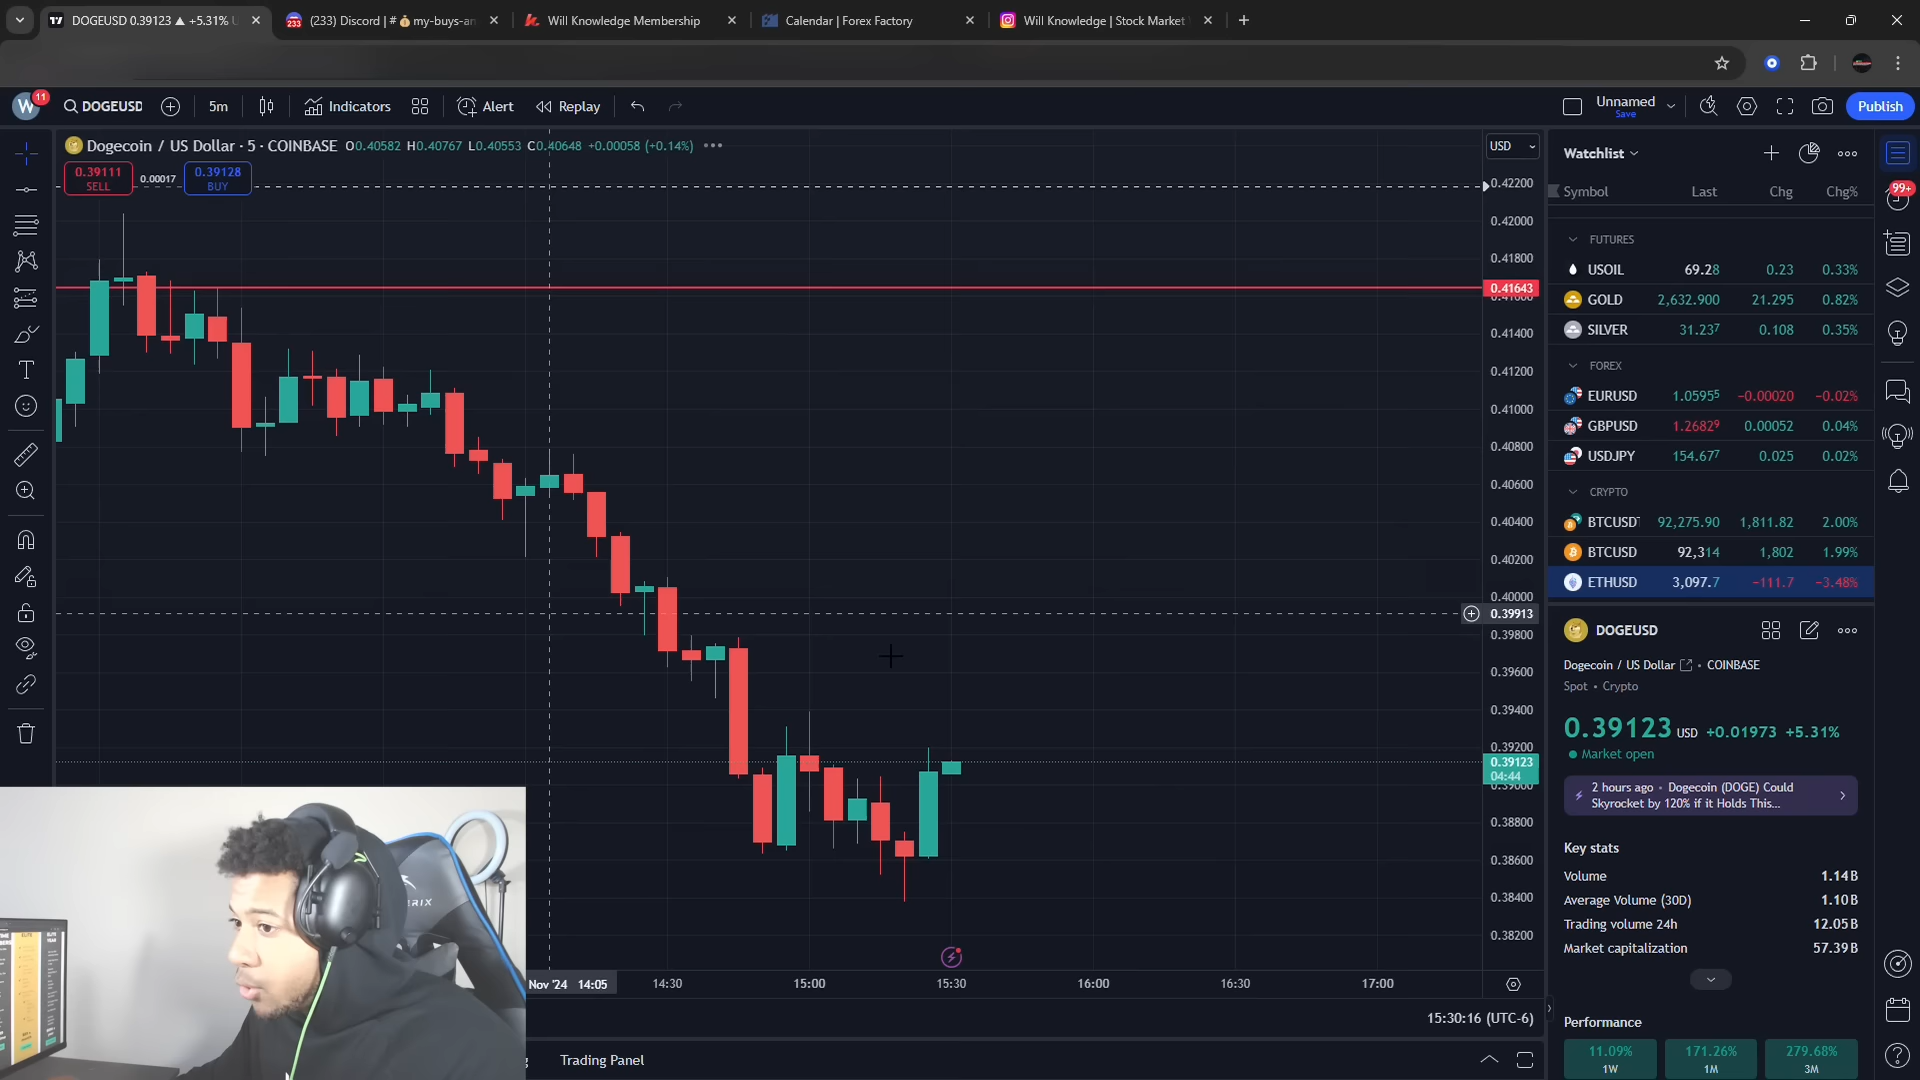 DOGEUSD 0.39123 ▲ +5.31% U
(233) Discord | # 💰my-buys-an
Will Knowledge Membership
Calendar | Forex Factory
Will Knowledge | Stock Market
W 11
DOGEUSD
5m
Indicators
Alert
Replay
Unnamed
Save
Publish
Dogecoin / US Dollar · 5 · COINBASE O0.40582 H0.40767 L0.40553 C0.40648 +0.00058 (+0.14%)
0.39111
SELL
0.00017
0.39128
BUY
USD
0.42200
0.42000
0.41800
0.41643
0.41600
0.41400
0.41200
0.41000
0.40800
0.40600
0.40400
0.40200
0.40000
0.39913
0.39800
0.39600
0.39400
0.39200
0.39123
04:44
0.39000
0.38800
0.38600
0.38400
0.38200
Nov '24 14:05
14:30
15:00
15:30
16:00
16:30
17:00
15:30:16 (UTC-6)
Trading Panel
Watchlist
Symbol Last Chg Chg%
FUTURES
USOIL 69.28 0.23 0.33%
GOLD 2,632.900 21.295 0.82%
SILVER 31.237 0.108 0.35%
FOREX
EURUSD 1.05955 −0.00020 −0.02%
GBPUSD 1.26829 0.00052 0.04%
USDJPY 154.677 0.025 0.02%
CRYPTO
BTCUSDT 92,275.90 1,811.82 2.00%
BTCUSD 92,314 1,802 1.99%
ETHUSD 3,097.7 −111.7 −3.48%
DOGEUSD
Dogecoin / US Dollar • COINBASE
Spot • Crypto
0.39123 USD +0.01973 +5.31%
Market open
2 hours ago • Dogecoin (DOGE) Could
Skyrocket by 120% if it Holds This...
Key stats
Volume 1.14B
Average Volume (30D) 1.10B
Trading volume 24h 12.05B
Market capitalization 57.39B
Performance
11.09%
1W
171.26%
1M
279.68%
3M
99+